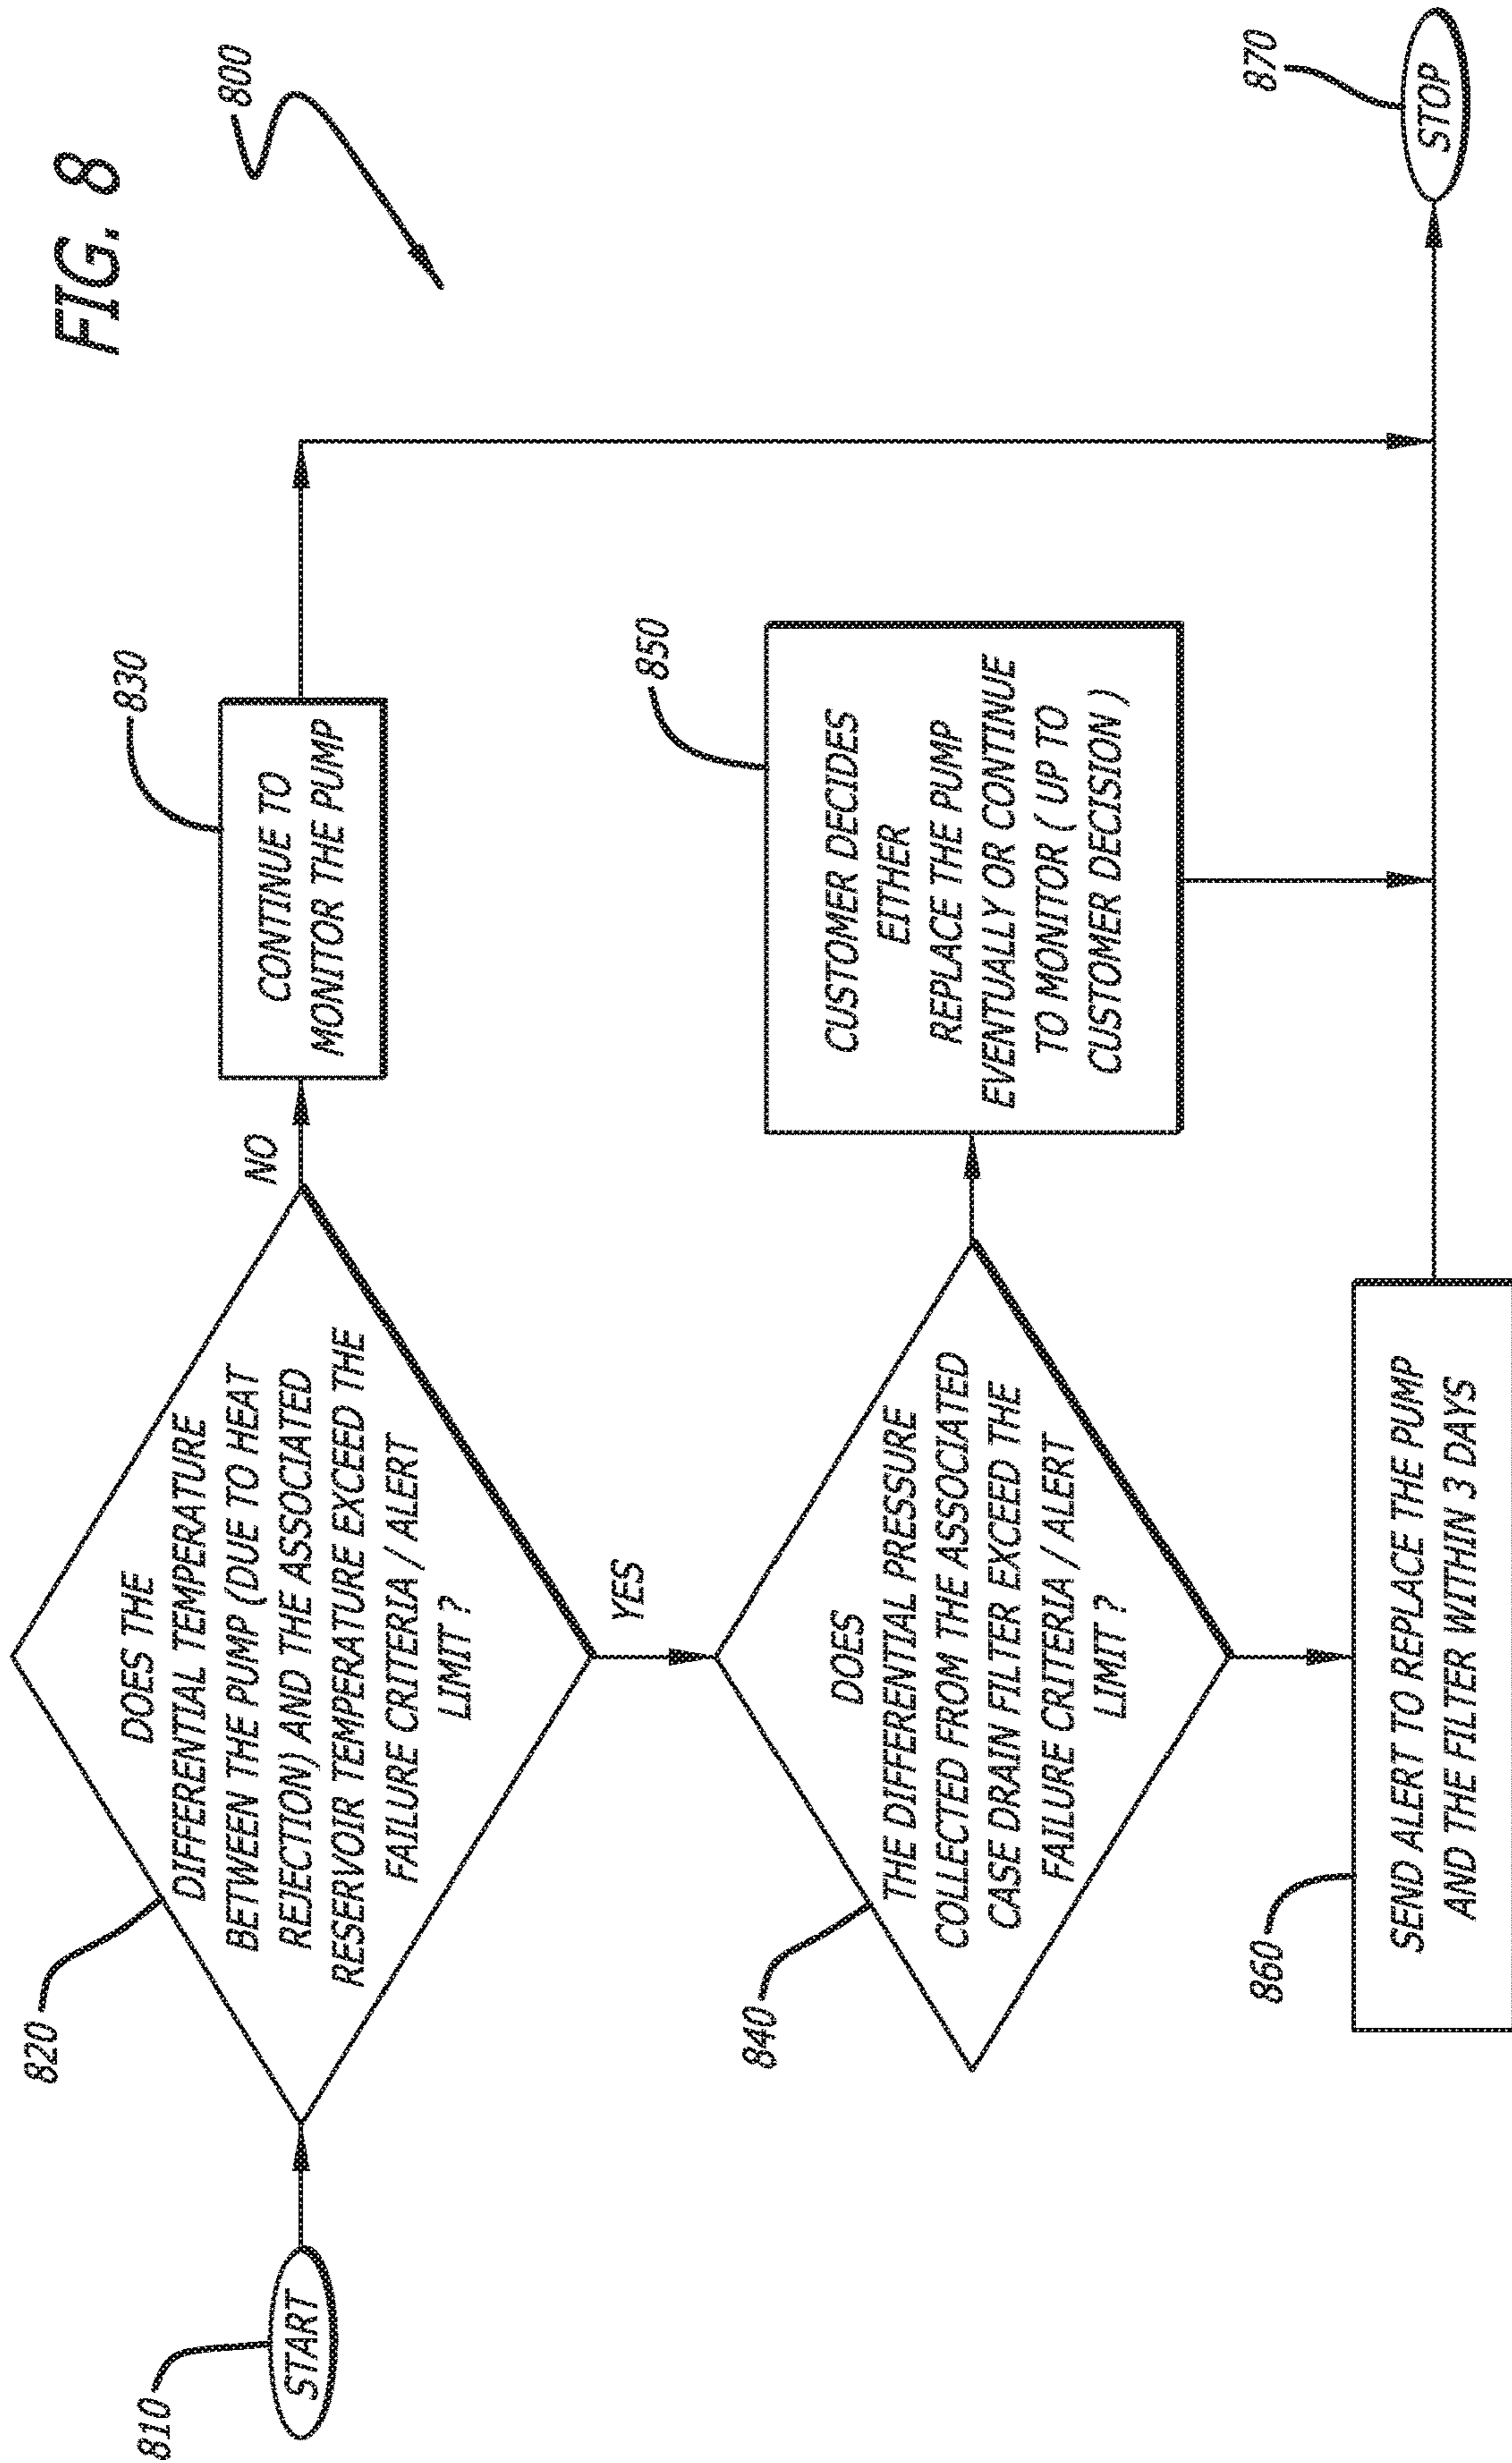 FIG. 8
800
810
START
820
DOES THE
DIFFERENTIAL TEMPERATURE
BETWEEN THE PUMP (DUE TO HEAT
REJECTION) AND THE ASSOCIATED
RESERVOIR TEMPERATURE EXCEED THE
FAILURE CRITERIA / ALERT
LIMIT ?
NO
830
CONTINUE TO
MONITOR THE PUMP
YES
840
DOES
THE DIFFERENTIAL PRESSURE
COLLECTED FROM THE ASSOCIATED
CASE DRAIN FILTER EXCEED THE
FAILURE CRITERIA / ALERT
LIMIT ?
850
CUSTOMER DECIDES
EITHER
REPLACE THE PUMP
EVENTUALLY OR CONTINUE
TO MONITOR ( UP TO
CUSTOMER DECISION )
860
SEND ALERT TO REPLACE THE PUMP
AND THE FILTER WITHIN 3 DAYS
870
STOP